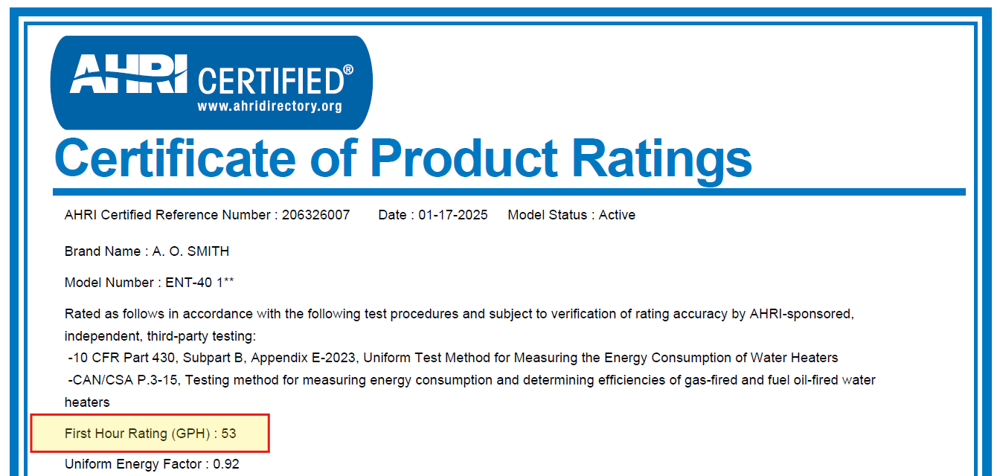 AHRI CERTIFIED®
www.ahridirectory.org
Certificate of Product Ratings
AHRI Certified Reference Number : 206326007 Date : 01-17-2025 Model Status : Active
Brand Name : A. O. SMITH
Model Number : ENT-40 1**
Rated as follows in accordance with the following test procedures and subject to verification of rating accuracy by AHRI-sponsored,
independent, third-party testing:
-10 CFR Part 430, Subpart B, Appendix E-2023, Uniform Test Method for Measuring the Energy Consumption of Water Heaters
-CAN/CSA P.3-15, Testing method for measuring energy consumption and determining efficiencies of gas-fired and fuel oil-fired water
heaters
First Hour Rating (GPH) : 53
Uniform Energy Factor : 0.92